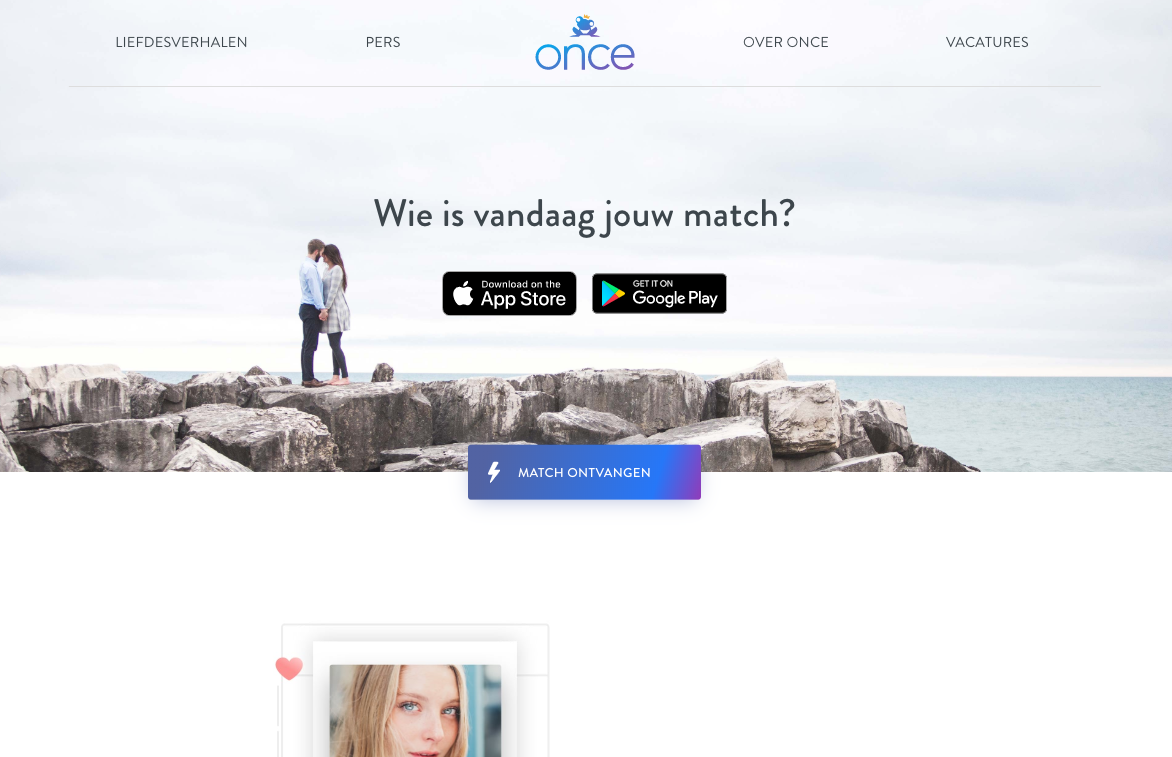 LIEFDESVERHALEN
PERS
once
OVER ONCE
VACATURES
Wie is vandaag jouw match?
Download on the
App Store
GET IT ON
Google Play
MATCH ONTVANGEN